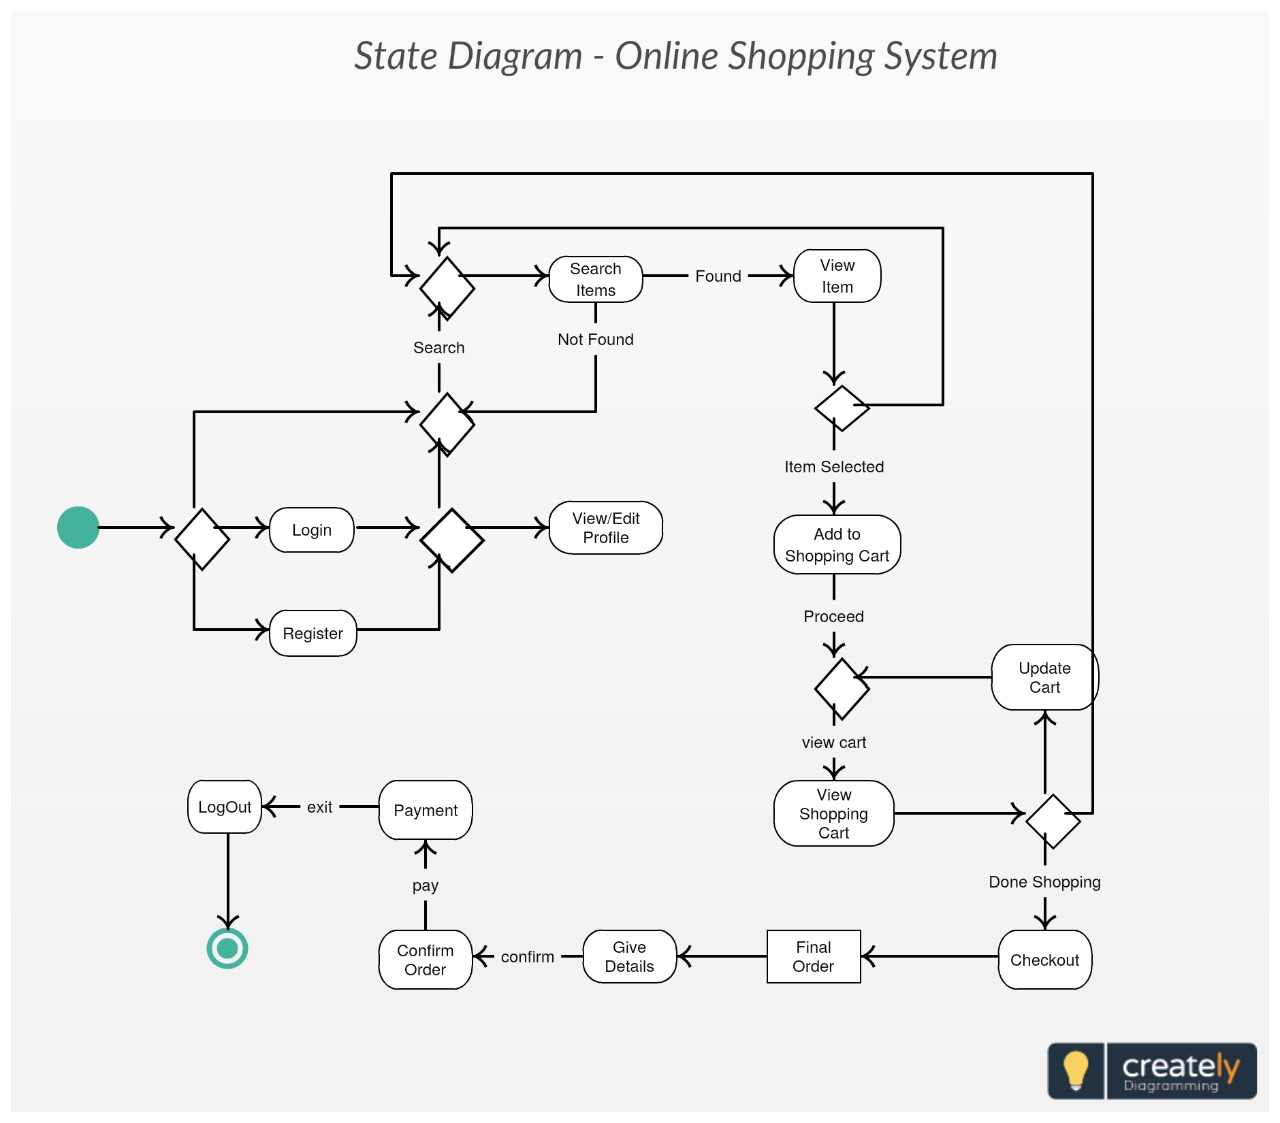 State Diagram - Online Shopping System
Search
Items
Found
View
Item
Not Found
Search
Item Selected
Login
View/Edit
Profile
Add to
Shopping Cart
Register
Proceed
Update
Cart
view cart
View
Shopping
Cart
LogOut
exit
Payment
pay
Done Shopping
Confirm
Order
confirm
Give
Details
Final
Order
Checkout
creately
Diagramming